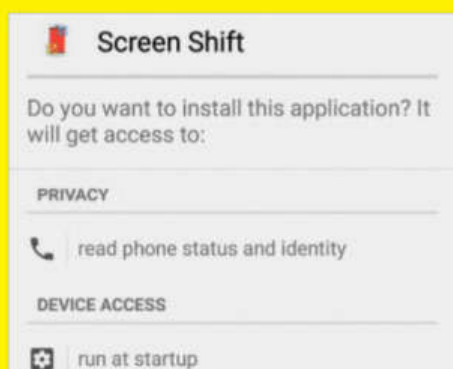 Screen Shift
Do you want to install this application? It
will get access to:
PRIVACY
read phone status and identity
DEVICE ACCESS
run at startup